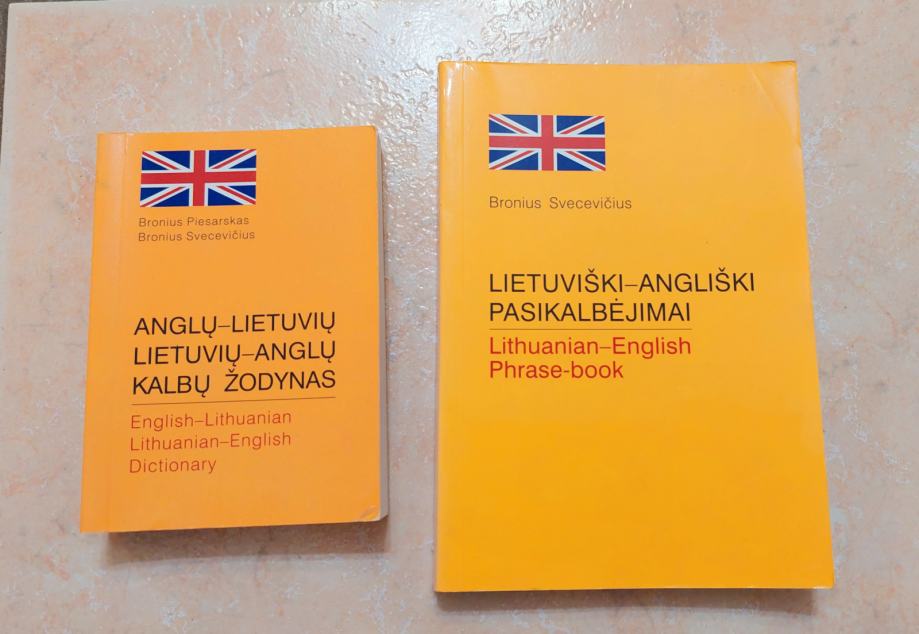 Bronius Piesarskas
Bronius Svecevičius
ANGLŲ–LIETUVIŲ
LIETUVIŲ–ANGLŲ
KALBŲ ŽODYNAS
English–Lithuanian
Lithuanian–English
Dictionary
Bronius Svecevičius
LIETUVIŠKI–ANGLIŠKI
PASIKALBĖJIMAI
Lithuanian–English
Phrase-book